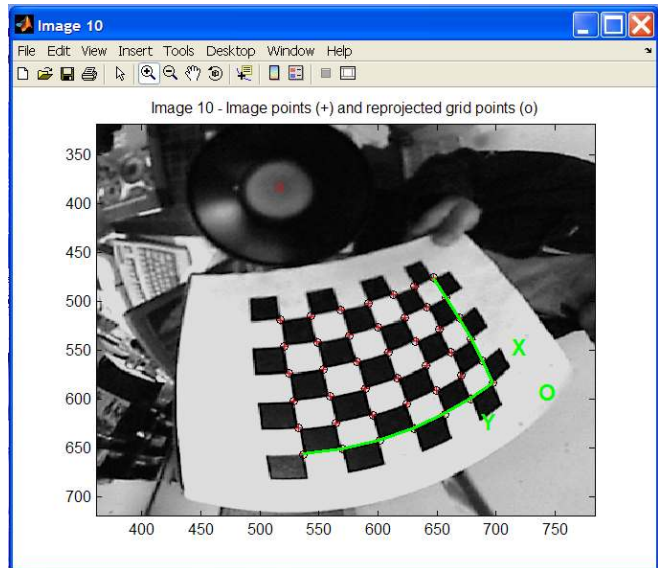 Image 10
File Edit View Insert Tools Desktop Window Help
Image 10 - Image points (+) and reprojected grid points (o)
350
400
450
500
550
600
650
700
X
O
Y
400 450 500 550 600 650 700 750